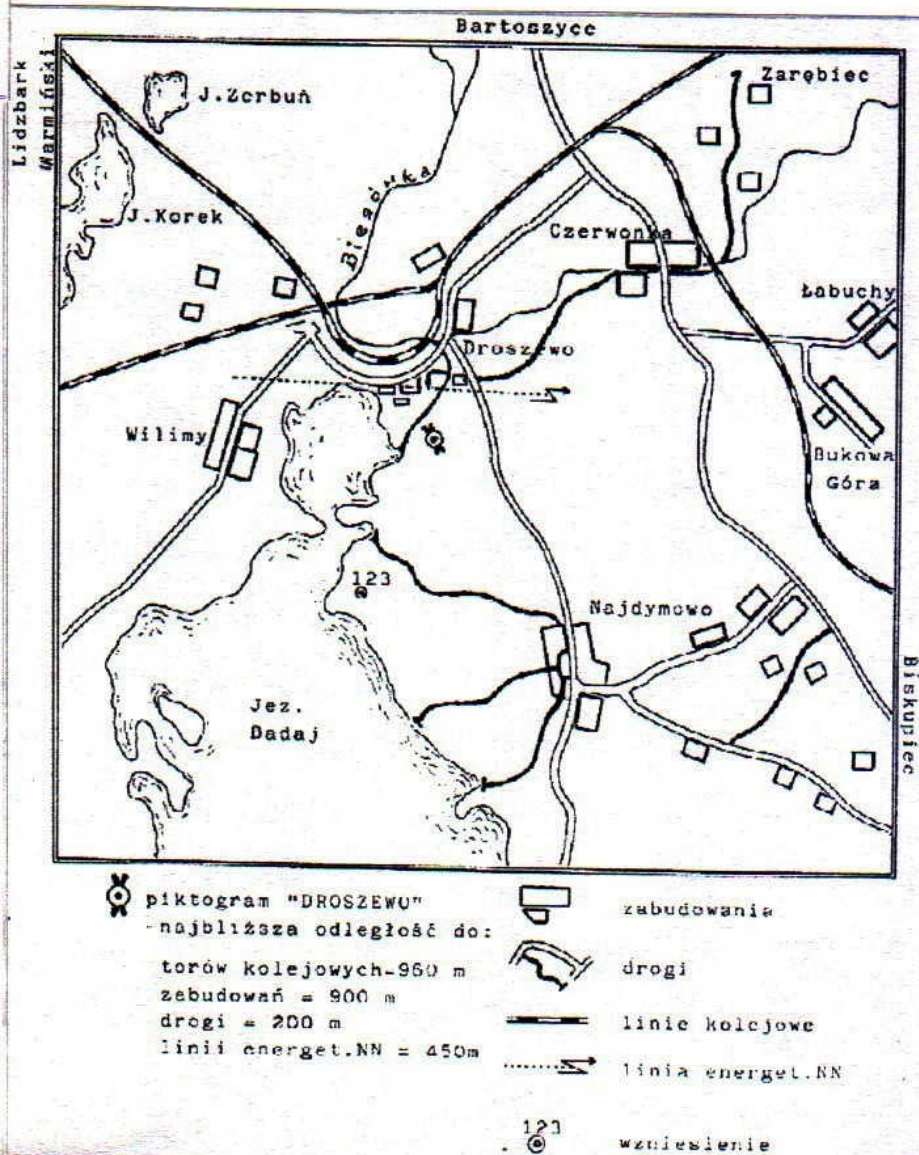 Bartoszyce
Lidzbark
Warmiński
J.Zerbuń
Zarębiec
J.Korek
Biesówka
Czerwonka
Łabuchy
Droszewo
Wilimy
Bukowa
Góra
123
Najdymowo
Jez.
Dadaj
Biskupiec
piktogram "DROSZEWO"
najbliższa odległość do:
torów kolejowych-960 m
zabudowań = 900 m
drogi = 200 m
linii energet.NN = 450m
zabudowania
drogi
linie kolejowe
linia energet.NN
123
wzniesienie